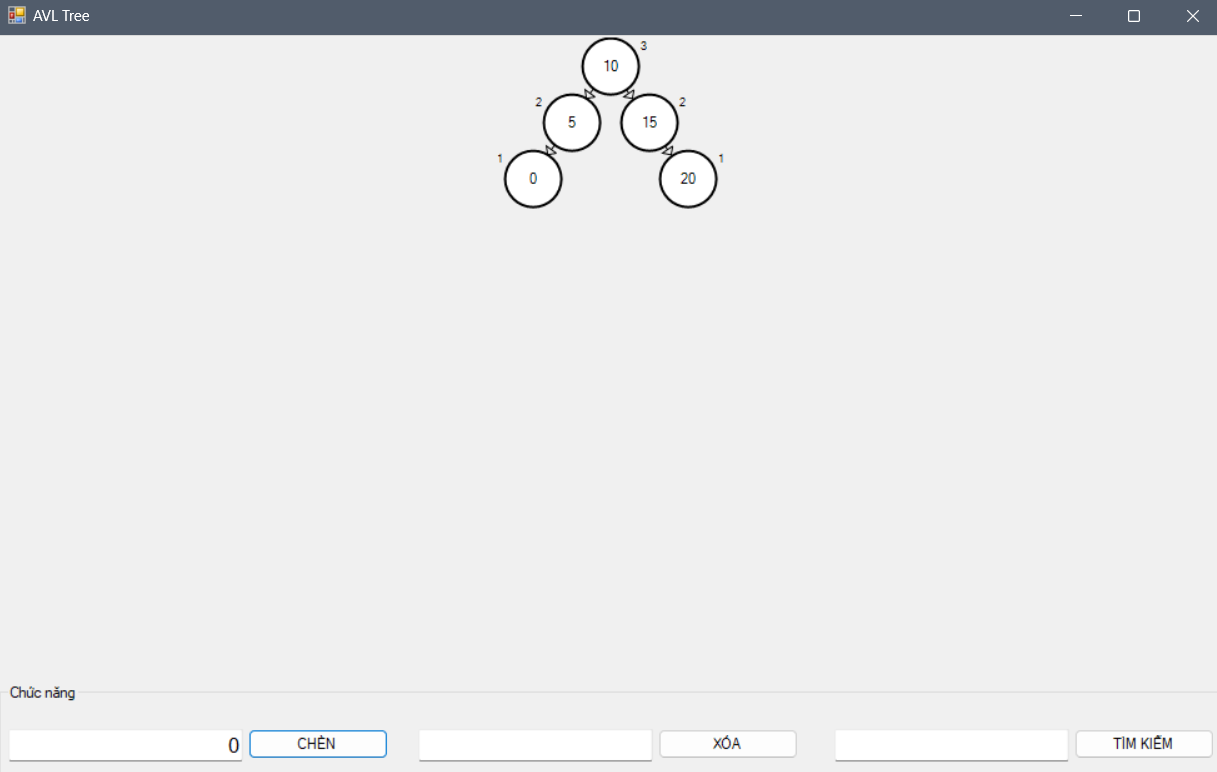 AVL Tree
10 3
2 5 15 2
1 0 20 1
Chức năng
0 CHÈN XÓA TÌM KIẾM